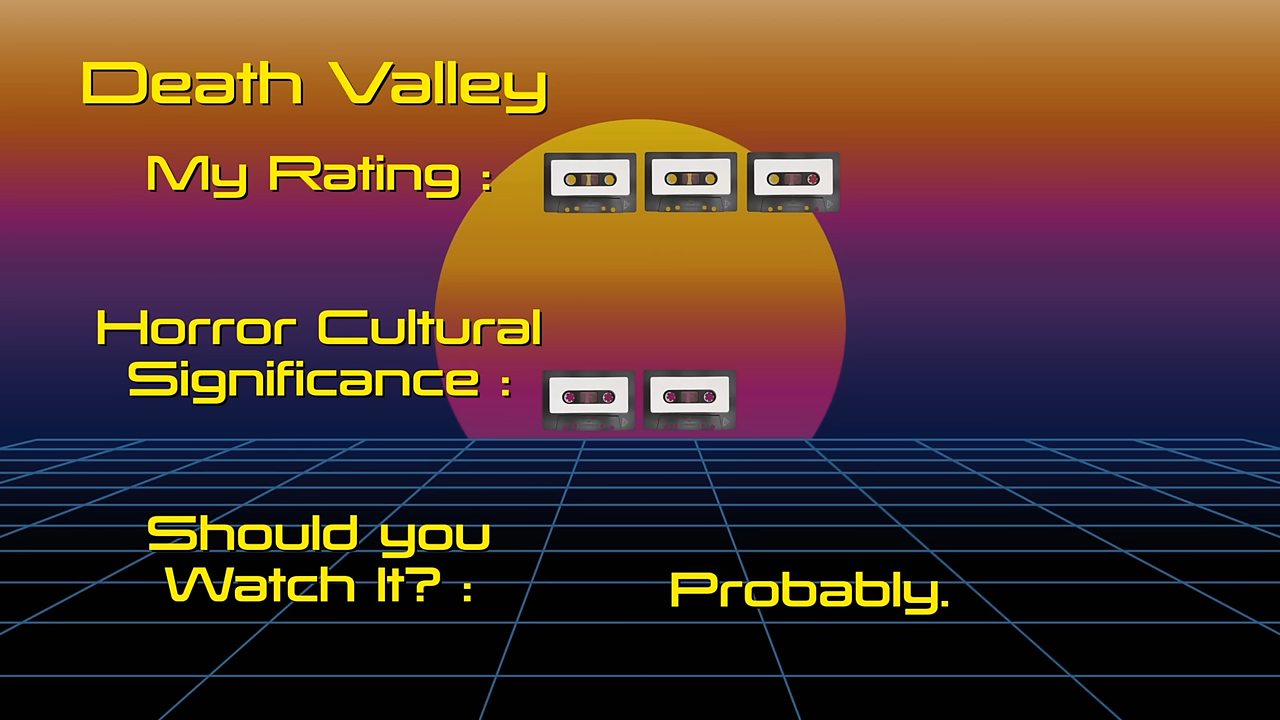 Death Valley
My Rating :
Horror Cultural
Significance :
Should you
Watch It? :
Probably.